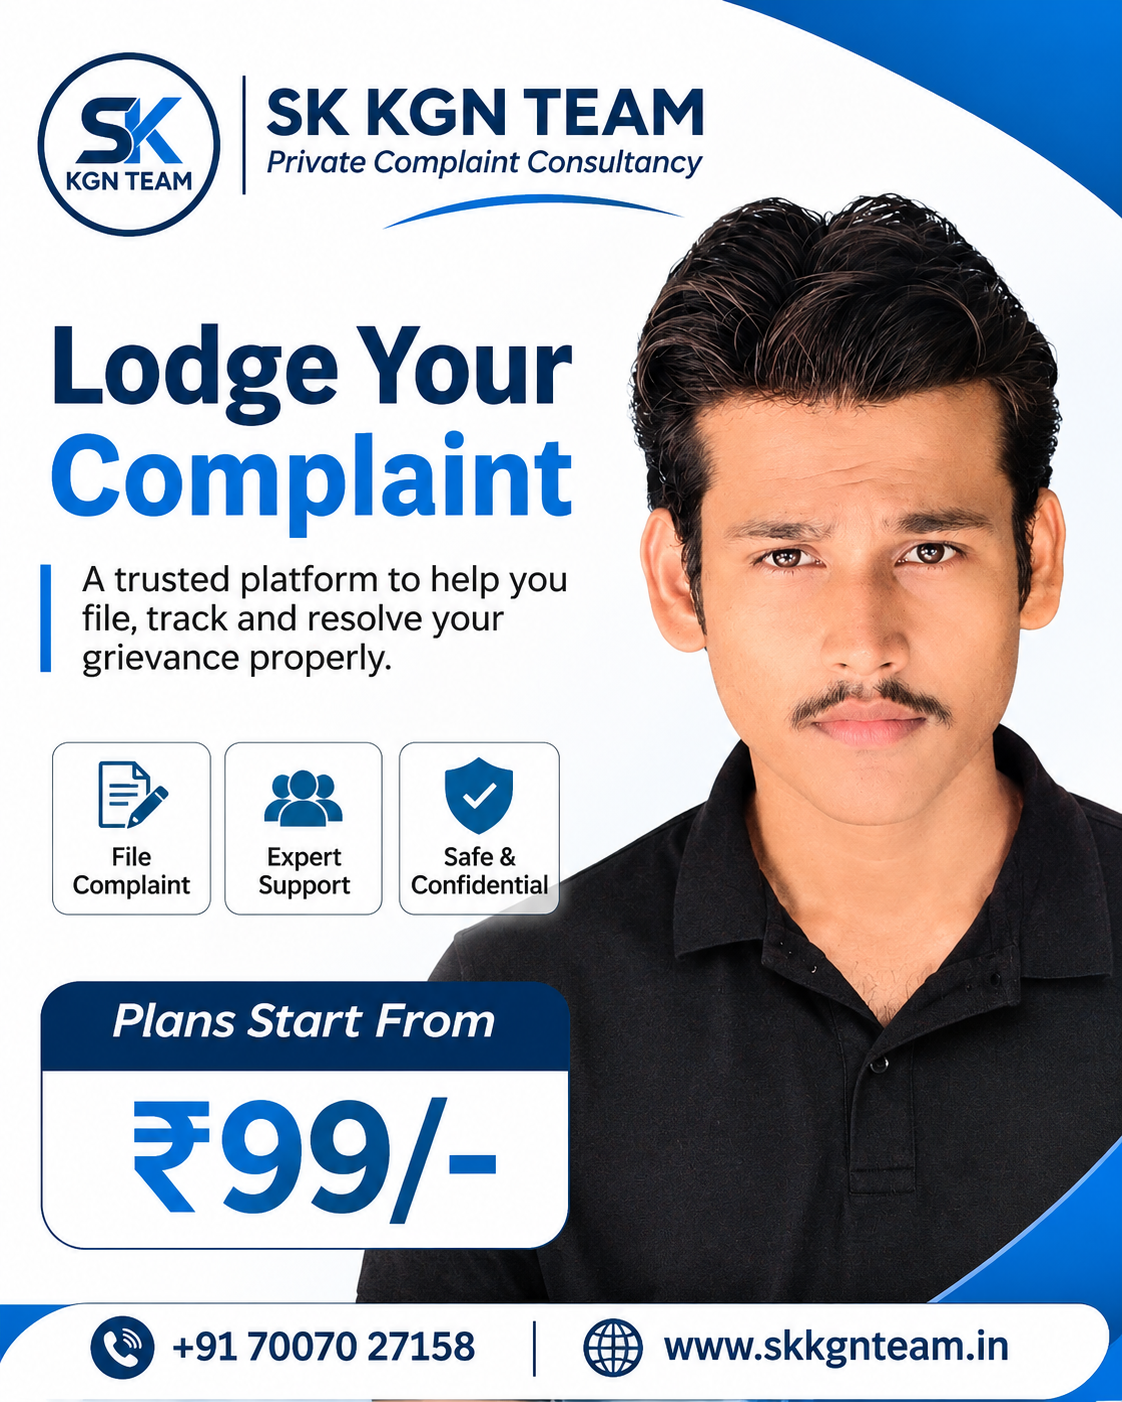 SK
KGN TEAM
SK KGN TEAM
Private Complaint Consultancy
Lodge Your
Complaint
A trusted platform to help you
file, track and resolve your
grievance properly.
File
Complaint
Expert
Support
Safe &
Confidential
Plans Start From
₹99/-
+91 70070 27158
www.skkgnteam.in